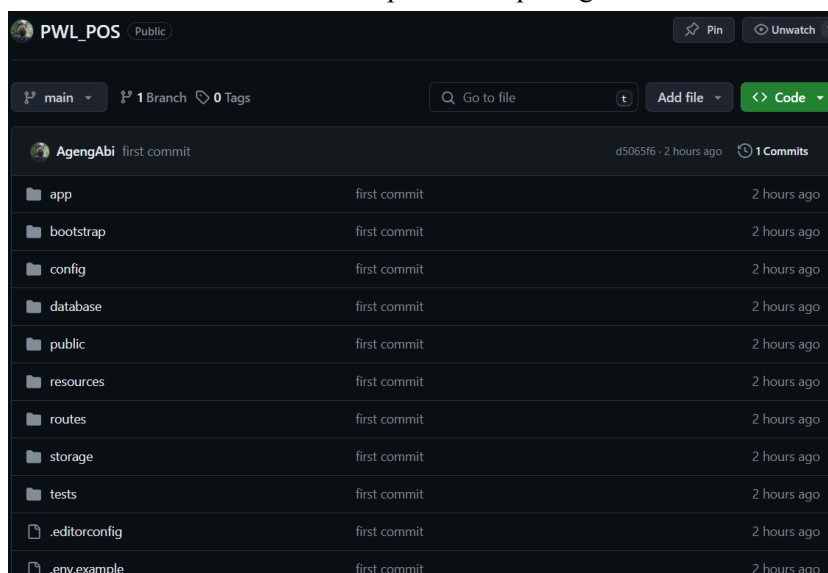 PWL_POS Public Pin Unwatch
main 1 Branch 0 Tags Go to file t Add file Code
AgengAbi first commit d5065f6 · 2 hours ago 1 Commits
app first commit 2 hours ago
bootstrap first commit 2 hours ago
config first commit 2 hours ago
database first commit 2 hours ago
public first commit 2 hours ago
resources first commit 2 hours ago
routes first commit 2 hours ago
storage first commit 2 hours ago
tests first commit 2 hours ago
.editorconfig first commit 2 hours ago
.env.example first commit 2 hours ago